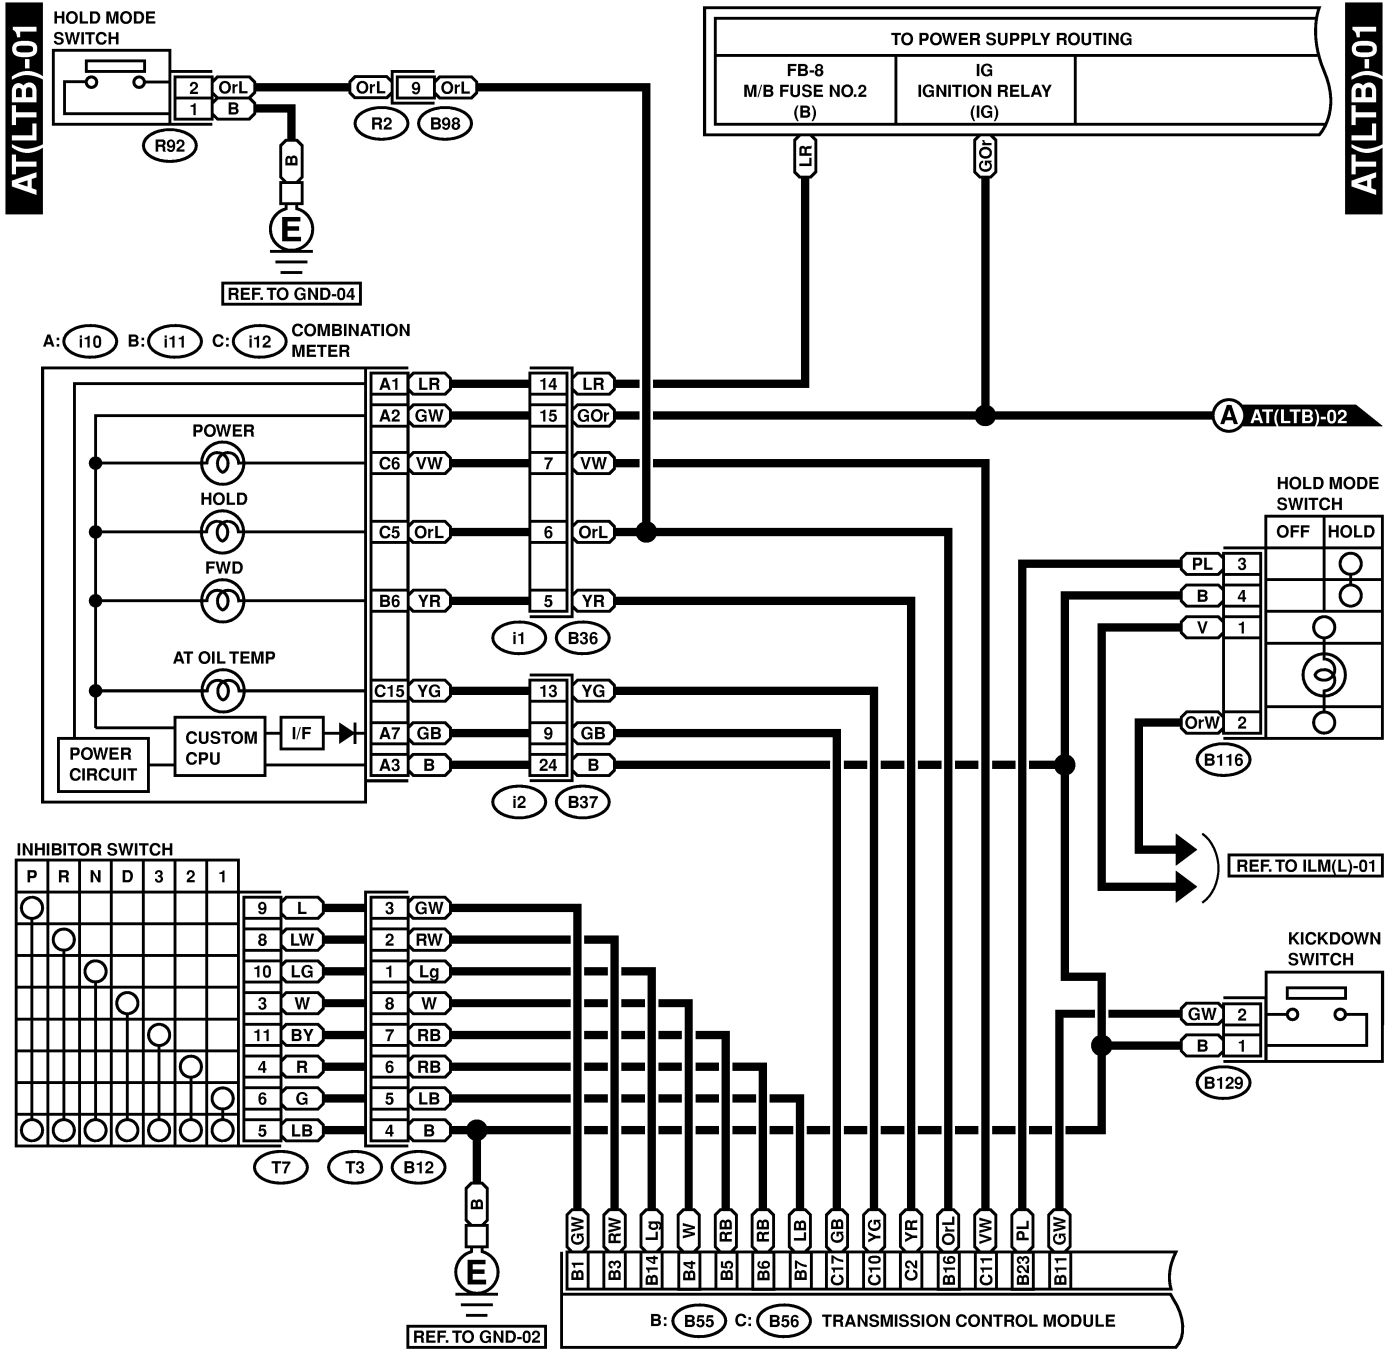 AT(LTB)-01
HOLD MODE
SWITCH
2 OrL OrL 9 OrL
1 B
R92
R2 B98
B
E
REF. TO GND-04
TO POWER SUPPLY ROUTING
FB-8
M/B FUSE NO.2
(B)
IG
IGNITION RELAY
(IG)
LR
GOr
AT(LTB)-01
A: i10 B: i11 C: i12 COMBINATION
METER
A1 LR 14 LR
A2 GW 15 GOr
A AT(LTB)-02
POWER
C6 VW 7 VW
HOLD
C5 OrL 6 OrL
FWD
B6 YR 5 YR
i1 B36
AT OIL TEMP
C15 YG 13 YG
A7 GB 9 GB
A3 B 24 B
i2 B37
POWER
CIRCUIT
CUSTOM
CPU
I/F
HOLD MODE
SWITCH
OFF HOLD
PL 3
B 4
V 1
OrW 2
B116
REF. TO ILM(L)-01
KICKDOWN
SWITCH
GW 2
B 1
B129
INHIBITOR SWITCH
P R N D 3 2 1
9 L 3 GW
8 LW 2 RW
10 LG 1 Lg
3 W 8 W
11 BY 7 RB
4 R 6 RB
6 G 5 LB
5 LB 4 B
T7 T3 B12
B
E
REF. TO GND-02
GW RW Lg W RB RB LB GB YG YR OrL VW PL GW
B1 B3 B14 B4 B5 B6 B7 C17 C10 C2 B16 C11 B23 B11
B: B55 C: B56 TRANSMISSION CONTROL MODULE